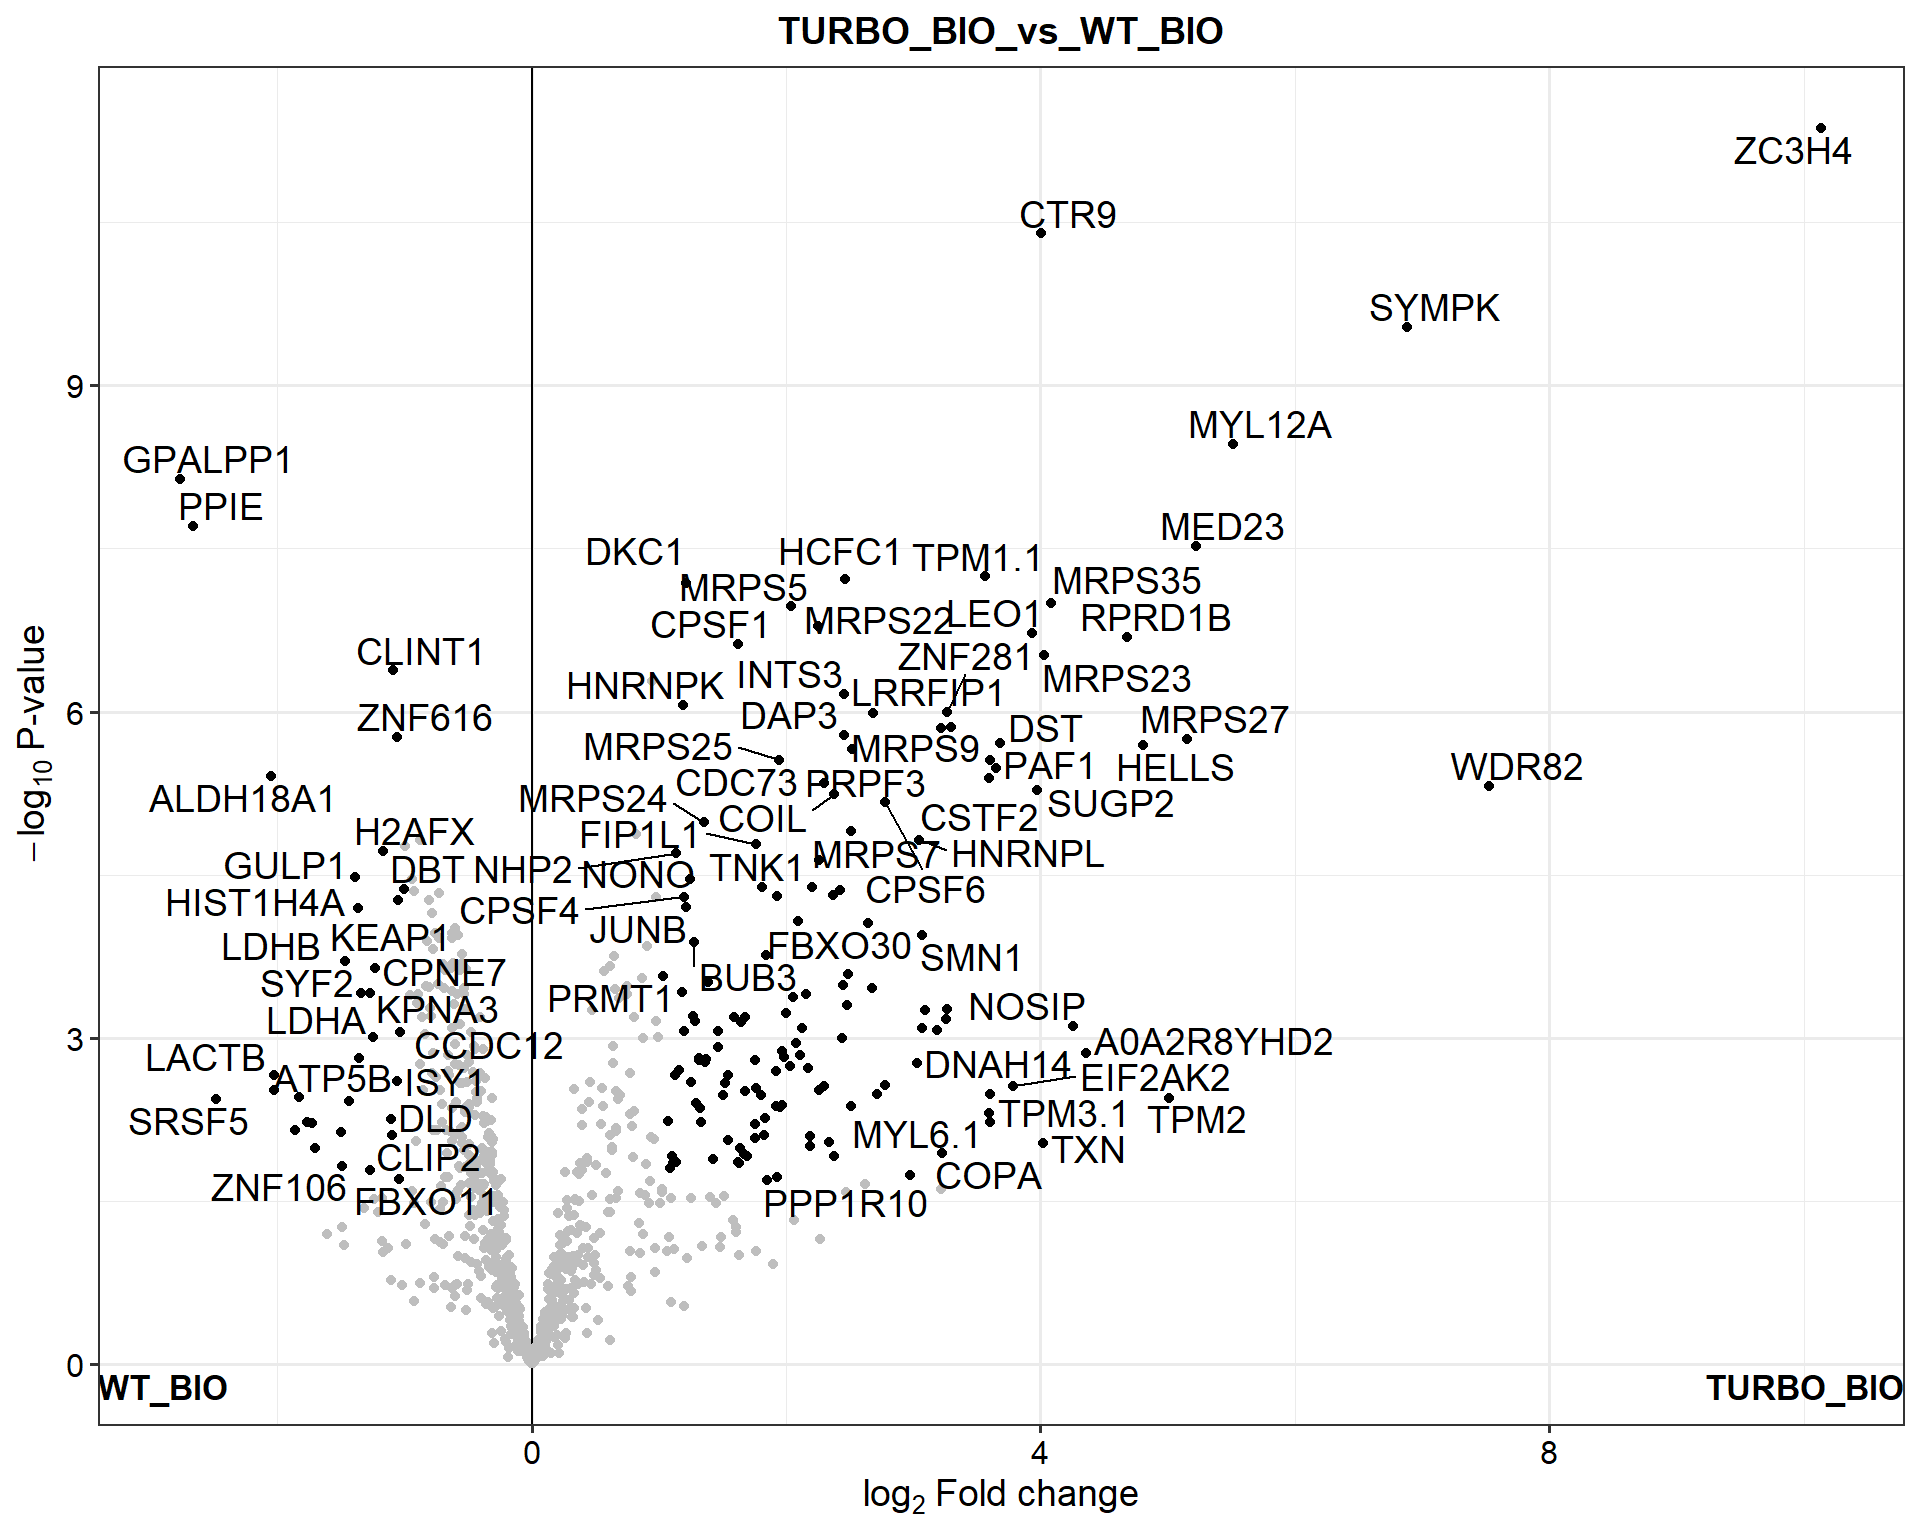 TURBO_BIO_vs_WT_BIO
ZC3H4
CTR9
SYMPK
9
MYL12A
GPALPP1
PPIE
MED23
DKC1
HCFC1
TPM1.1
MRPS35
MRPS5
MRPS22
LEO1
RPRD1B
CPSF1
CLINT1
ZNF281
INTS3
MRPS23
HNRNPK
LRRFIP1
6
ZNF616
DAP3
DST
MRPS27
MRPS25
MRPS9
PAF1
HELLS
WDR82
CDC73
PRPF3
ALDH18A1
MRPS24
SUGP2
COIL
CSTF2
H2AFX
FIP1L1
MRPS7
HNRNPL
GULP1
DBT
NHP2
NONO
TNK1
CPSF6
HIST1H4A
CPSF4
JUNB
KEAP1
LDHB
FBXO30
SMN1
CPNE7
SYF2
BUB3
PRMT1
NOSIP
KPNA3
LDHA
3
CCDC12
A0A2R8YHD2
LACTB
DNAH14
ATP5B
ISY1
EIF2AK2
SRSF5
DLD
TPM3.1
TPM2
MYL6.1
TXN
CLIP2
COPA
ZNF106
FBXO11
PPP1R10
0
WT_BIO
TURBO_BIO
0
4
8
log2 Fold change
−log10 P-value